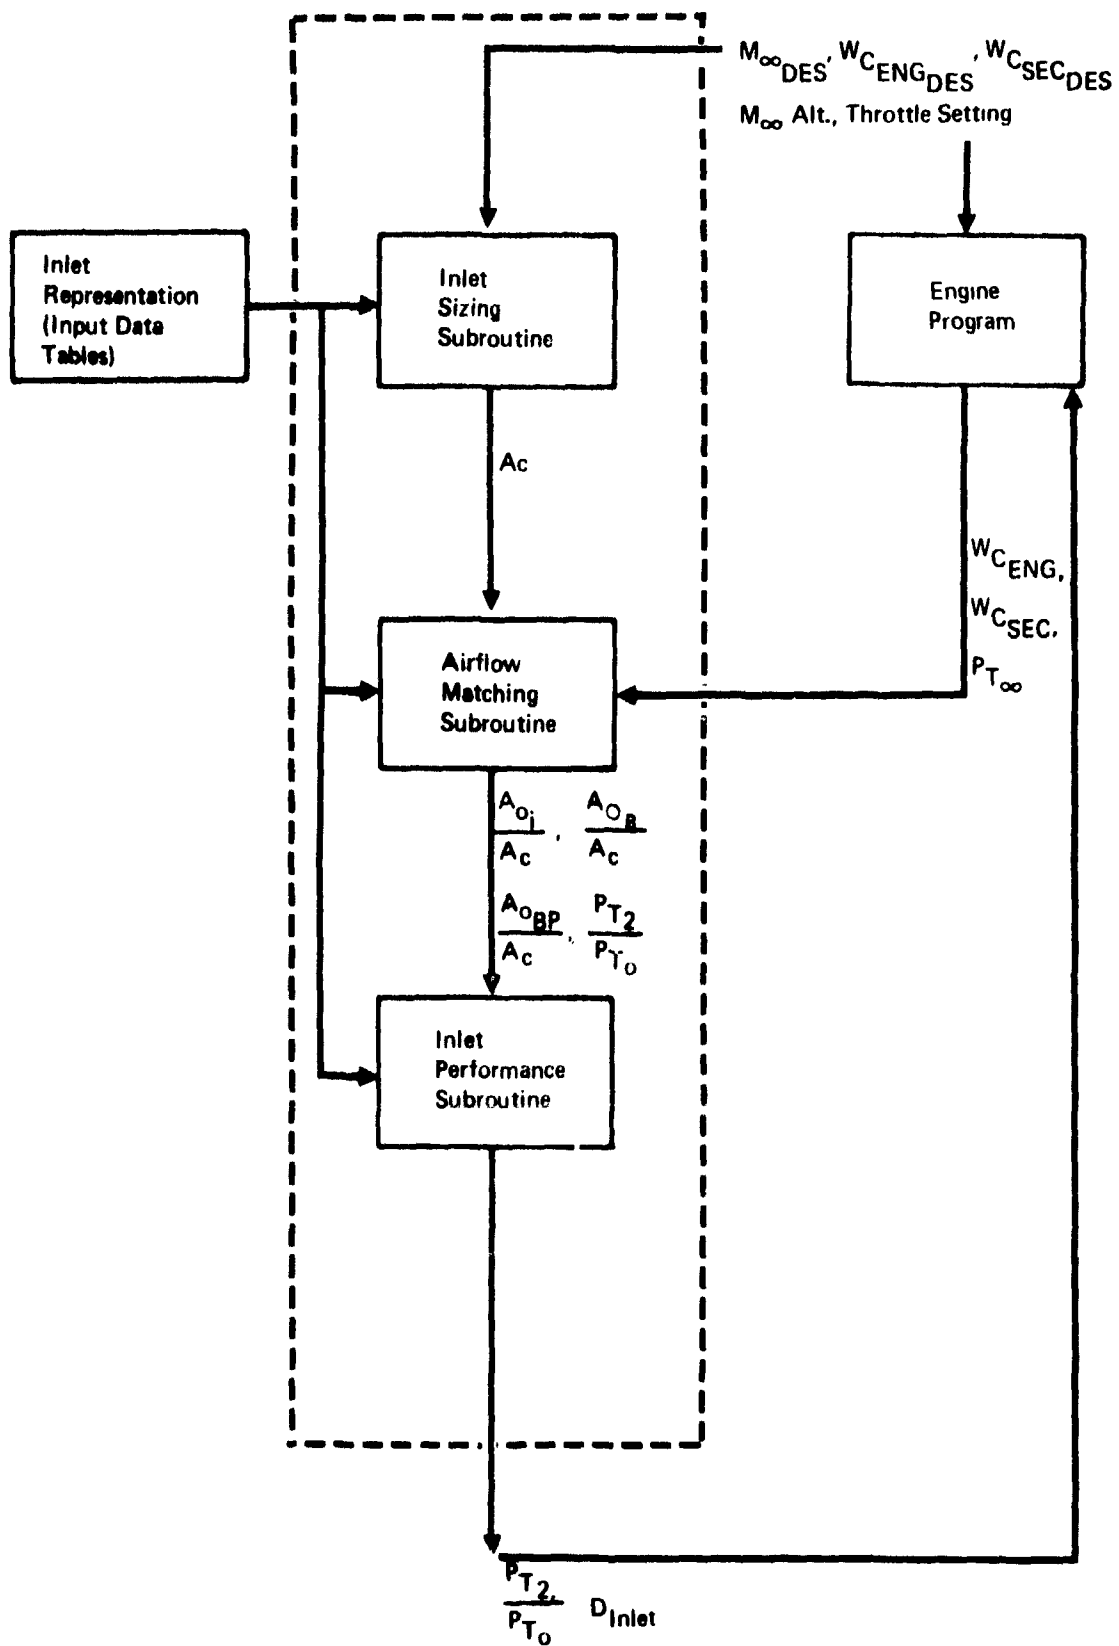 M∞DES, WCENGDES, WCSECDES
M∞ Alt., Throttle Setting
Inlet
Representation
(Input Data
Tables)
Inlet
Sizing
Subroutine
Engine
Program
Ac
WCENG,
WCSEC,
PT∞
Airflow
Matching
Subroutine
Aoi/Ac, AOB/Ac
AoBP/Ac, PT2/PTo
Inlet
Performance
Subroutine
PT2/PTo, DInlet